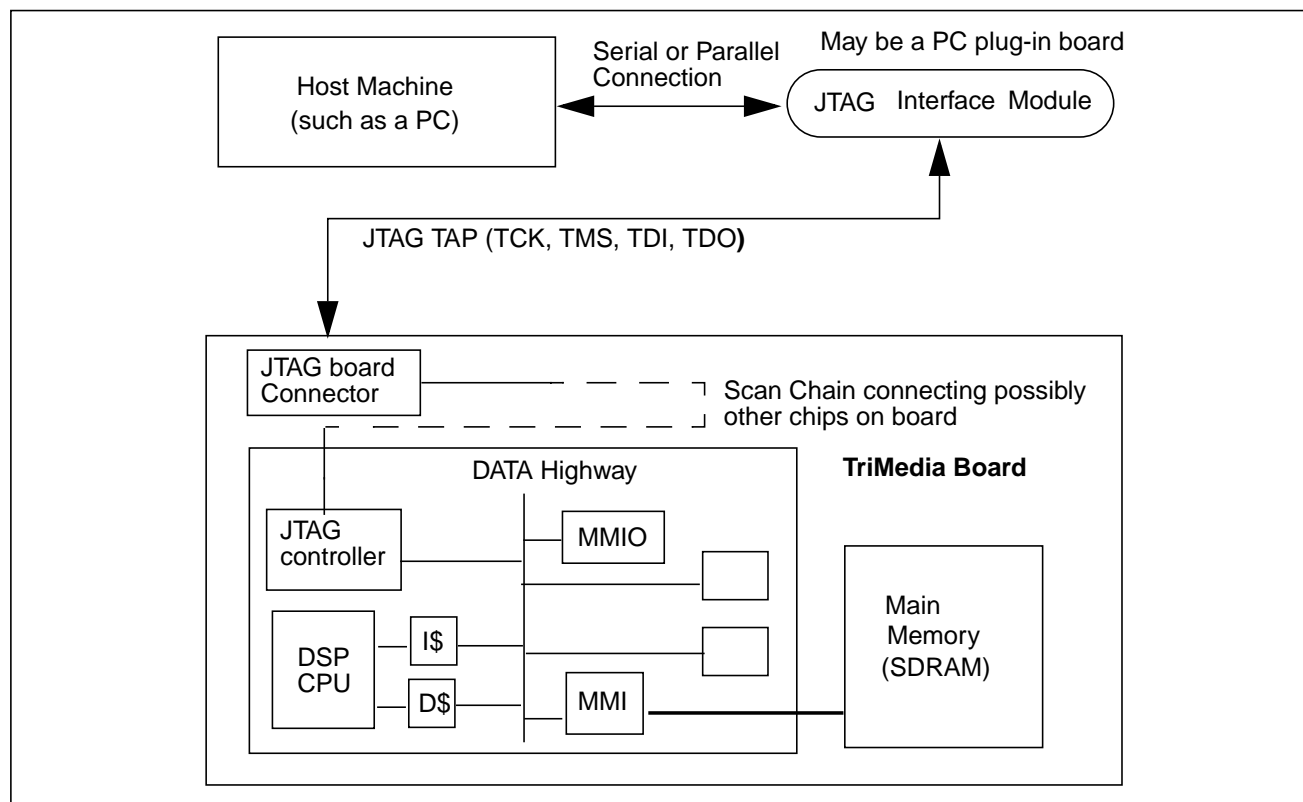 Host Machine
(such as a PC)
Serial or Parallel
Connection
May be a PC plug-in board
JTAG Interface Module
JTAG TAP (TCK, TMS, TDI, TDO)
JTAG board
Connector
Scan Chain connecting possibly
other chips on board
DATA Highway
TriMedia Board
JTAG
controller
MMIO
DSP
CPU
I$
D$
MMI
Main
Memory
(SDRAM)